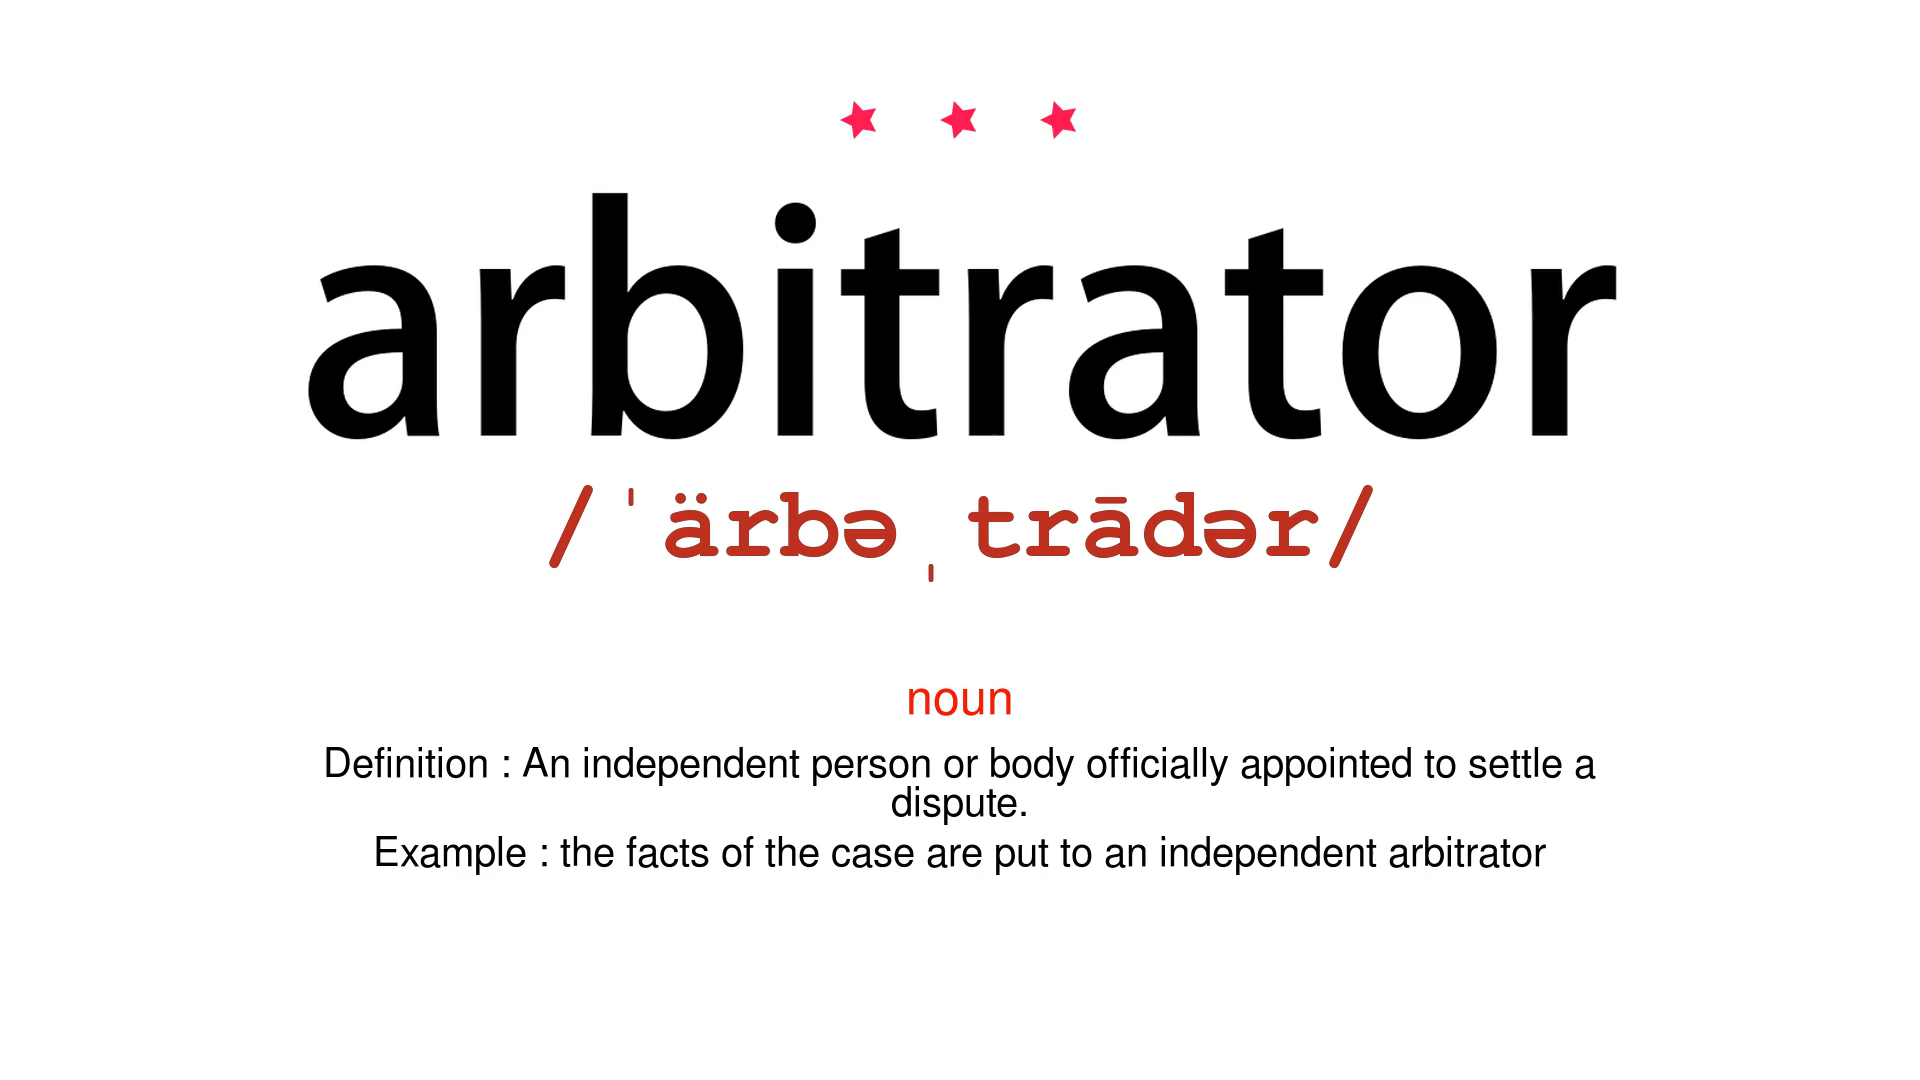 arbitrator
/ˈärbəˌtrādər/
noun
Definition : An independent person or body officially appointed to settle a
dispute.
Example : the facts of the case are put to an independent arbitrator